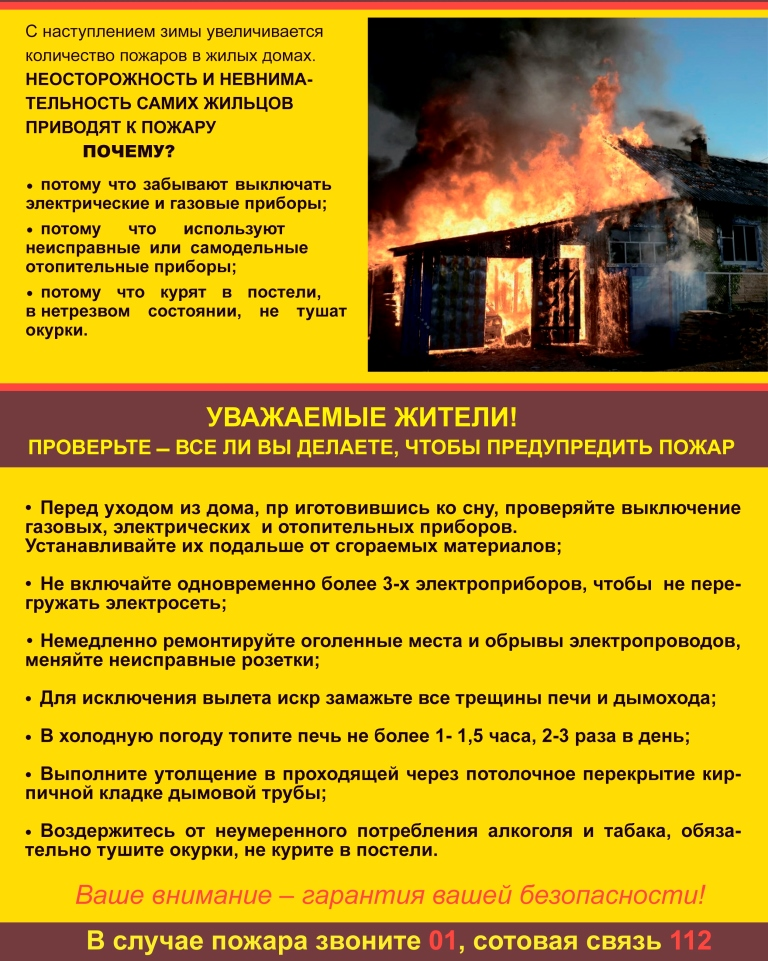 С наступлением зимы увеличивается
количество пожаров в жилых домах.
НЕОСТОРОЖНОСТЬ И НЕВНИМА-
ТЕЛЬНОСТЬ САМИХ ЖИЛЬЦОВ
ПРИВОДЯТ К ПОЖАРУ
ПОЧЕМУ?
• потому что забывают выключать
электрические и газовые приборы;
• потому что используют
неисправные или самодельные
отопительные приборы;
• потому что курят в постели,
в нетрезвом состоянии, не тушат
окурки.
УВАЖАЕМЫЕ ЖИТЕЛИ!
ПРОВЕРЬТЕ – ВСЕ ЛИ ВЫ ДЕЛАЕТЕ, ЧТОБЫ ПРЕДУПРЕДИТЬ ПОЖАР
• Перед уходом из дома, пр иготовившись ко сну, проверяйте выключение
газовых, электрических и отопительных приборов.
Устанавливайте их подальше от сгораемых материалов;
• Не включайте одновременно более 3-х электроприборов, чтобы не пере-
гружать электросеть;
• Немедленно ремонтируйте оголенные места и обрывы электропроводов,
меняйте неисправные розетки;
• Для исключения вылета искр замажьте все трещины печи и дымохода;
• В холодную погоду топите печь не более 1- 1,5 часа, 2-3 раза в день;
• Выполните утолщение в проходящей через потолочное перекрытие кир-
пичной кладке дымовой трубы;
• Воздержитесь от неумеренного потребления алкоголя и табака, обяза-
тельно тушите окурки, не курите в постели.
Ваше внимание – гарантия вашей безопасности!
В случае пожара звоните 01, сотовая связь 112